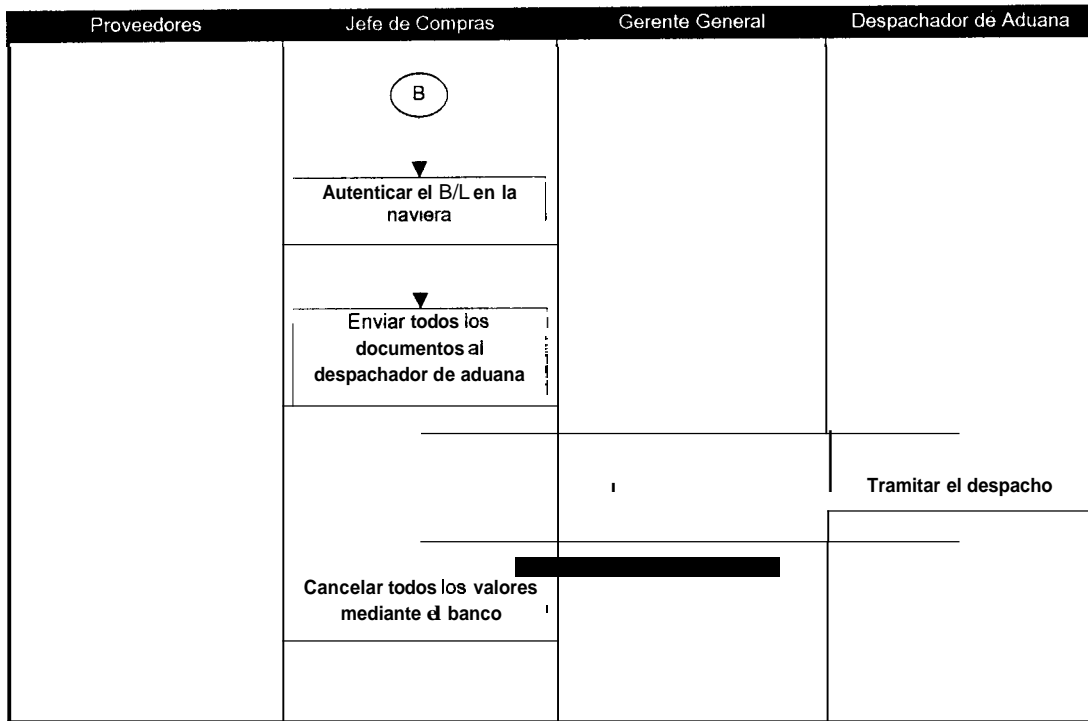 Proveedores
Jefe de Compras
Gerente General
Despachador de Aduana
B
Autenticar el B/L en la
naviera
Enviar todos los
documentos al
despachador de aduana
Tramitar el despacho
Cancelar todos los valores
mediante el banco